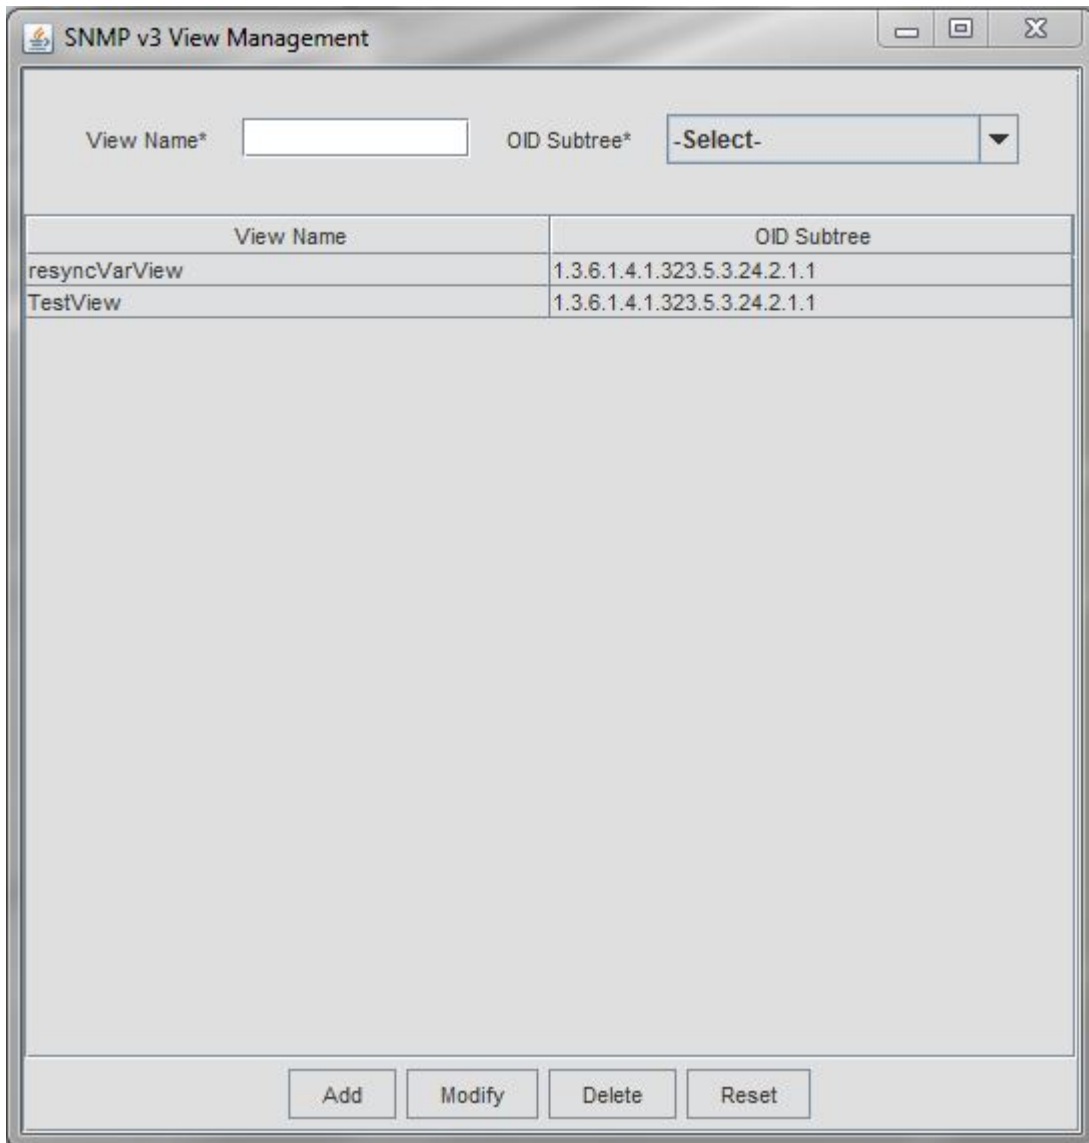 SNMP v3 View Management
View Name* OID Subtree* -Select-
View Name OID Subtree
resyncVarView 1.3.6.1.4.1.323.5.3.24.2.1.1
TestView 1.3.6.1.4.1.323.5.3.24.2.1.1
Add Modify Delete Reset